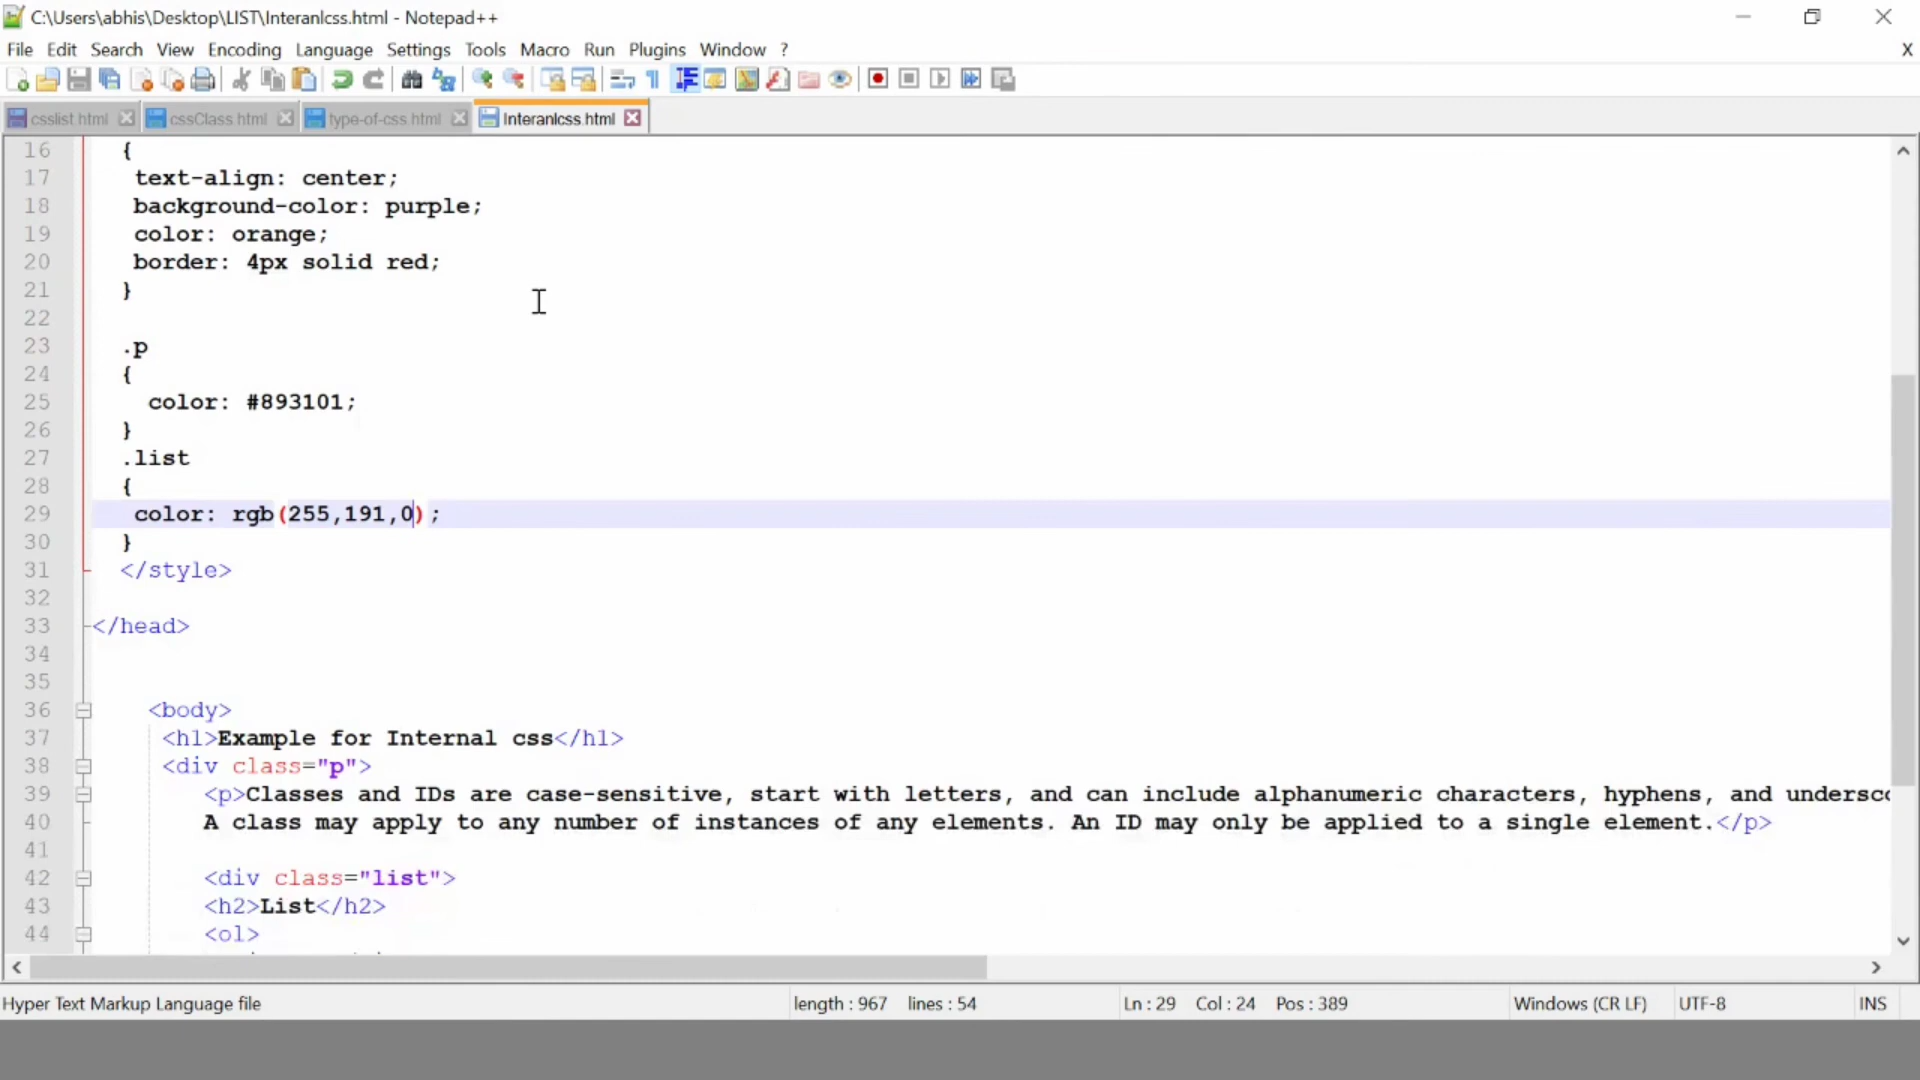 C:\Users\abhis\Desktop\LIST\Interanlcss.html - Notepad++
File Edit Search View Encoding Language Settings Tools Macro Run Plugins Window ? X
csslist.html cssClass.html type-of-css.html Interanlcss.html
16 {
17 text-align: center;
18 background-color: purple;
19 color: orange;
20 border: 4px solid red;
21 }
22
23 .p
24 {
25 color: #893101;
26 }
27 .list
28 {
29 color: rgb(255,191,0);
30 }
31 </style>
32
33 </head>
34
35
36 <body>
37 <h1>Example for Internal css</h1>
38 <div class="p">
39 <p>Classes and IDs are case-sensitive, start with letters, and can include alphanumeric characters, hyphens, and undersc
40 A class may apply to any number of instances of any elements. An ID may only be applied to a single element.</p>
41
42 <div class="list">
43 <h2>List</h2>
44 <ol>
Hyper Text Markup Language file length : 967 lines : 54 Ln : 29 Col : 24 Pos : 389 Windows (CR LF) UTF-8 INS